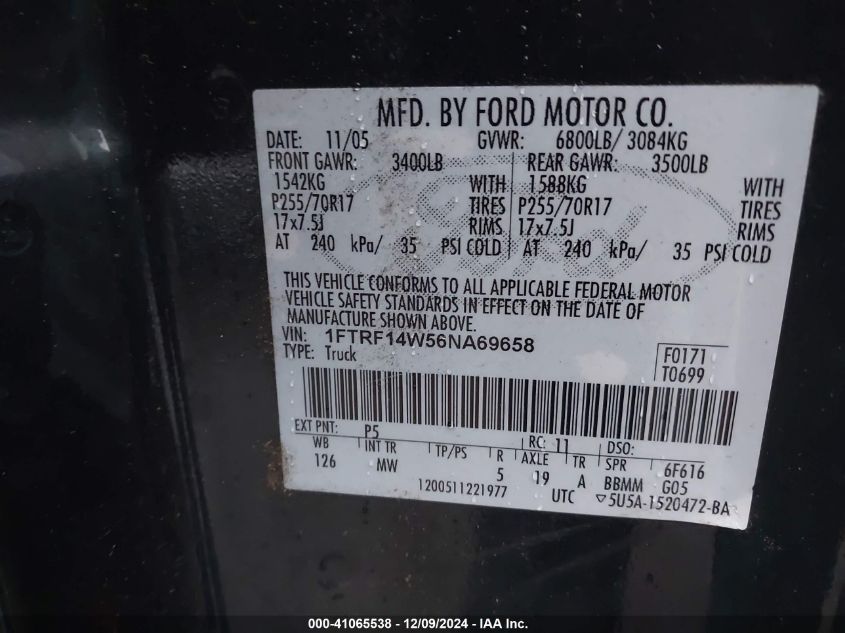 MFD. BY FORD MOTOR CO.
DATE: 11/05 GVWR: 6800LB/ 3084KG
FRONT GAWR: 3400LB REAR GAWR: 3500LB
1542KG WITH 1588KG WITH
P255/70R17 TIRES P255/70R17 TIRES
17x7.5J RIMS 17x7.5J RIMS
AT 240 kPa/ 35 PSI COLD AT 240 kPa/ 35 PSI COLD
Ford
THIS VEHICLE CONFORMS TO ALL APPLICABLE FEDERAL MOTOR
VEHICLE SAFETY STANDARDS IN EFFECT ON THE DATE OF
MANUFACTURE SHOWN ABOVE.
VIN: 1FTRF14W56NA69658
TYPE: Truck
F0171
T0699
EXT PNT: P5 RC: 11 DSO:
WB INT TR TP/PS R AXLE TR SPR 6F616
126 MW 5 19 A BBMM G05
1200511221977 UTC ▽5U5A-1520472-BA
000-41065538 - 12/09/2024 - IAA Inc.